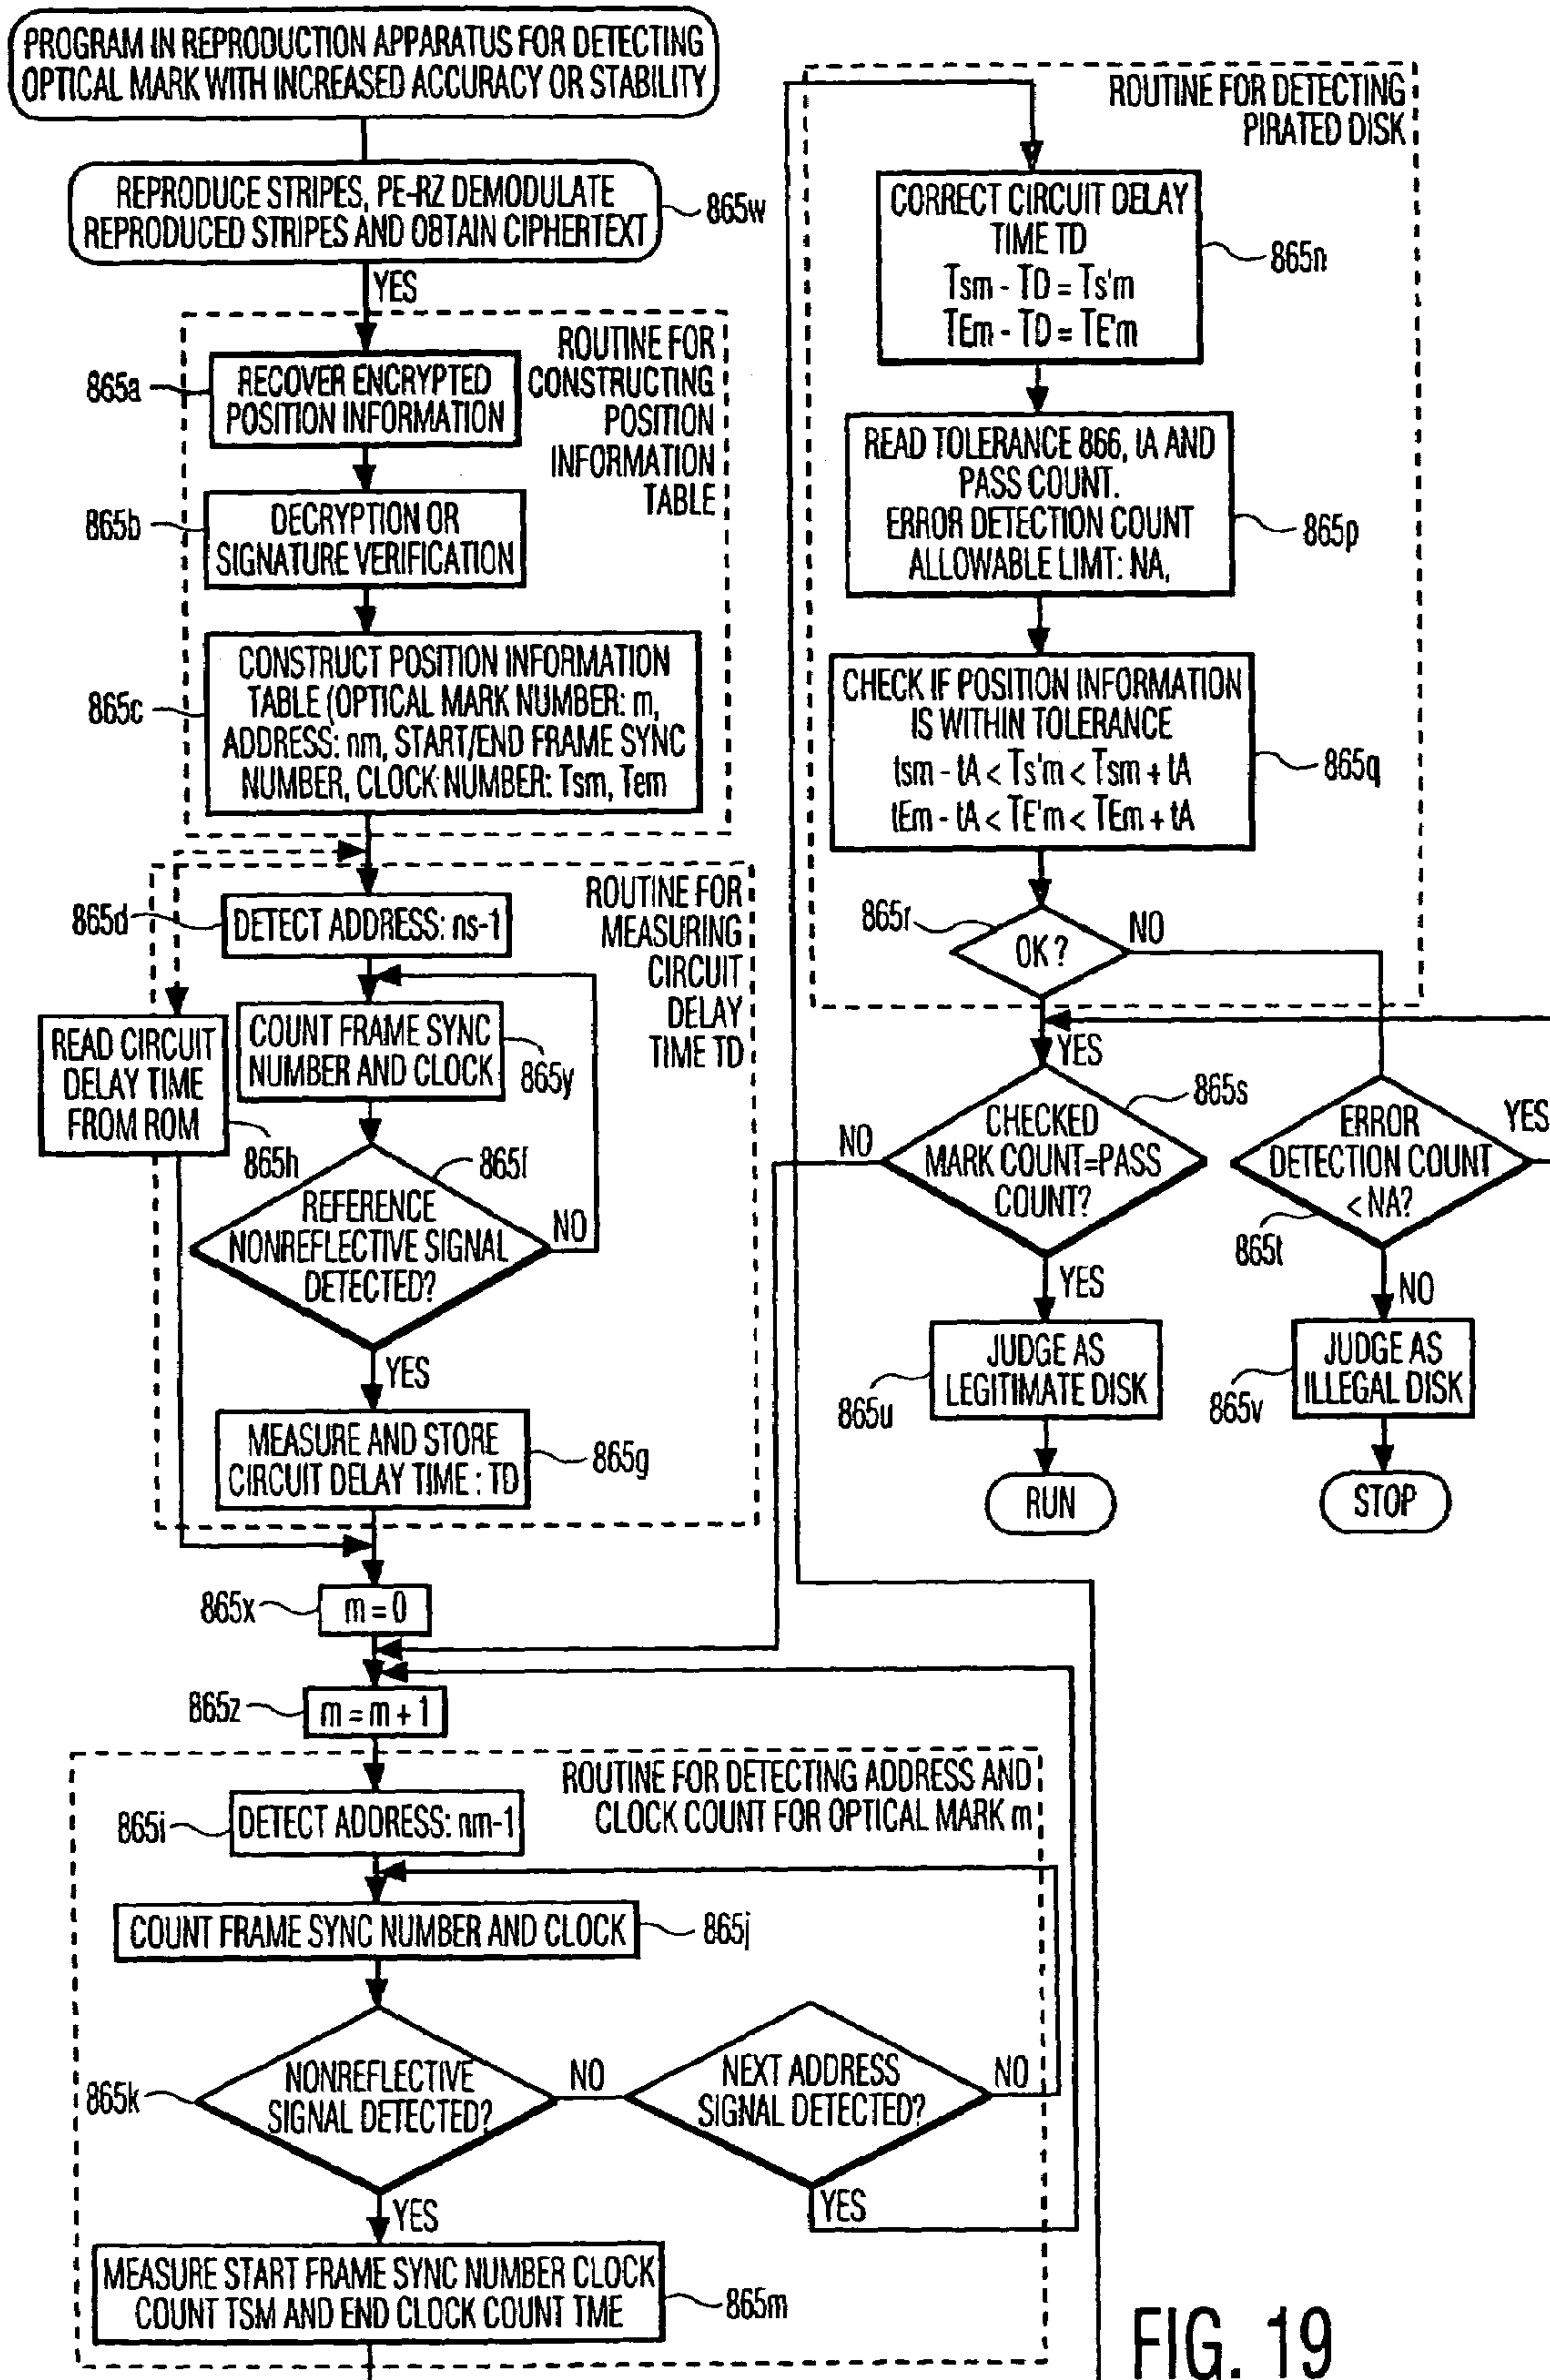 PROGRAM IN REPRODUCTION APPARATUS FOR DETECTING
OPTICAL MARK WITH INCREASED ACCURACY OR STABILITY
REPRODUCE STRIPES, PE-RZ DEMODULATE
REPRODUCED STRIPES AND OBTAIN CIPHERTEXT
865w
YES
ROUTINE FOR
CONSTRUCTING
POSITION
INFORMATION
TABLE
865a
RECOVER ENCRYPTED
POSITION INFORMATION
865b
DECRYPTION OR
SIGNATURE VERIFICATION
865c
CONSTRUCT POSITION INFORMATION
TABLE (OPTICAL MARK NUMBER: m,
ADDRESS: nm, START/END FRAME SYNC
NUMBER, CLOCK NUMBER: Tsm, Tem
ROUTINE FOR
MEASURING
CIRCUIT
DELAY
TIME TD
865d
DETECT ADDRESS: ns-1
COUNT FRAME SYNC
NUMBER AND CLOCK
865y
READ CIRCUIT
DELAY TIME
FROM ROM
865h
865f
REFERENCE
NONREFLECTIVE SIGNAL
DETECTED?
NO
YES
MEASURE AND STORE
CIRCUIT DELAY TIME : TD
865g
865x
m = 0
865z
m = m + 1
ROUTINE FOR DETECTING ADDRESS AND
CLOCK COUNT FOR OPTICAL MARK m
865i
DETECT ADDRESS: nm-1
COUNT FRAME SYNC NUMBER AND CLOCK
865j
865k
NONREFLECTIVE
SIGNAL DETECTED?
NO
NEXT ADDRESS
SIGNAL DETECTED?
NO
YES
YES
MEASURE START FRAME SYNC NUMBER CLOCK
COUNT TSM AND END CLOCK COUNT TME
865m
ROUTINE FOR DETECTING
PIRATED DISK
CORRECT CIRCUIT DELAY
TIME TD
Tsm - TD = Ts'm
TEm - TD = TE'm
865n
READ TOLERANCE 866, tA AND
PASS COUNT.
ERROR DETECTION COUNT
ALLOWABLE LIMT: NA,
865p
CHECK IF POSITION INFORMATION
IS WITHIN TOLERANCE
tsm - tA < Ts'm < Tsm + tA
tEm - tA < TE'm < TEm + tA
865q
865r
OK ?
NO
YES
865s
CHECKED
MARK COUNT=PASS
COUNT?
NO
YES
ERROR
DETECTION COUNT
< NA?
YES
865t
NO
JUDGE AS
LEGITIMATE DISK
865u
JUDGE AS
ILLEGAL DISK
865v
RUN
STOP
FIG. 19